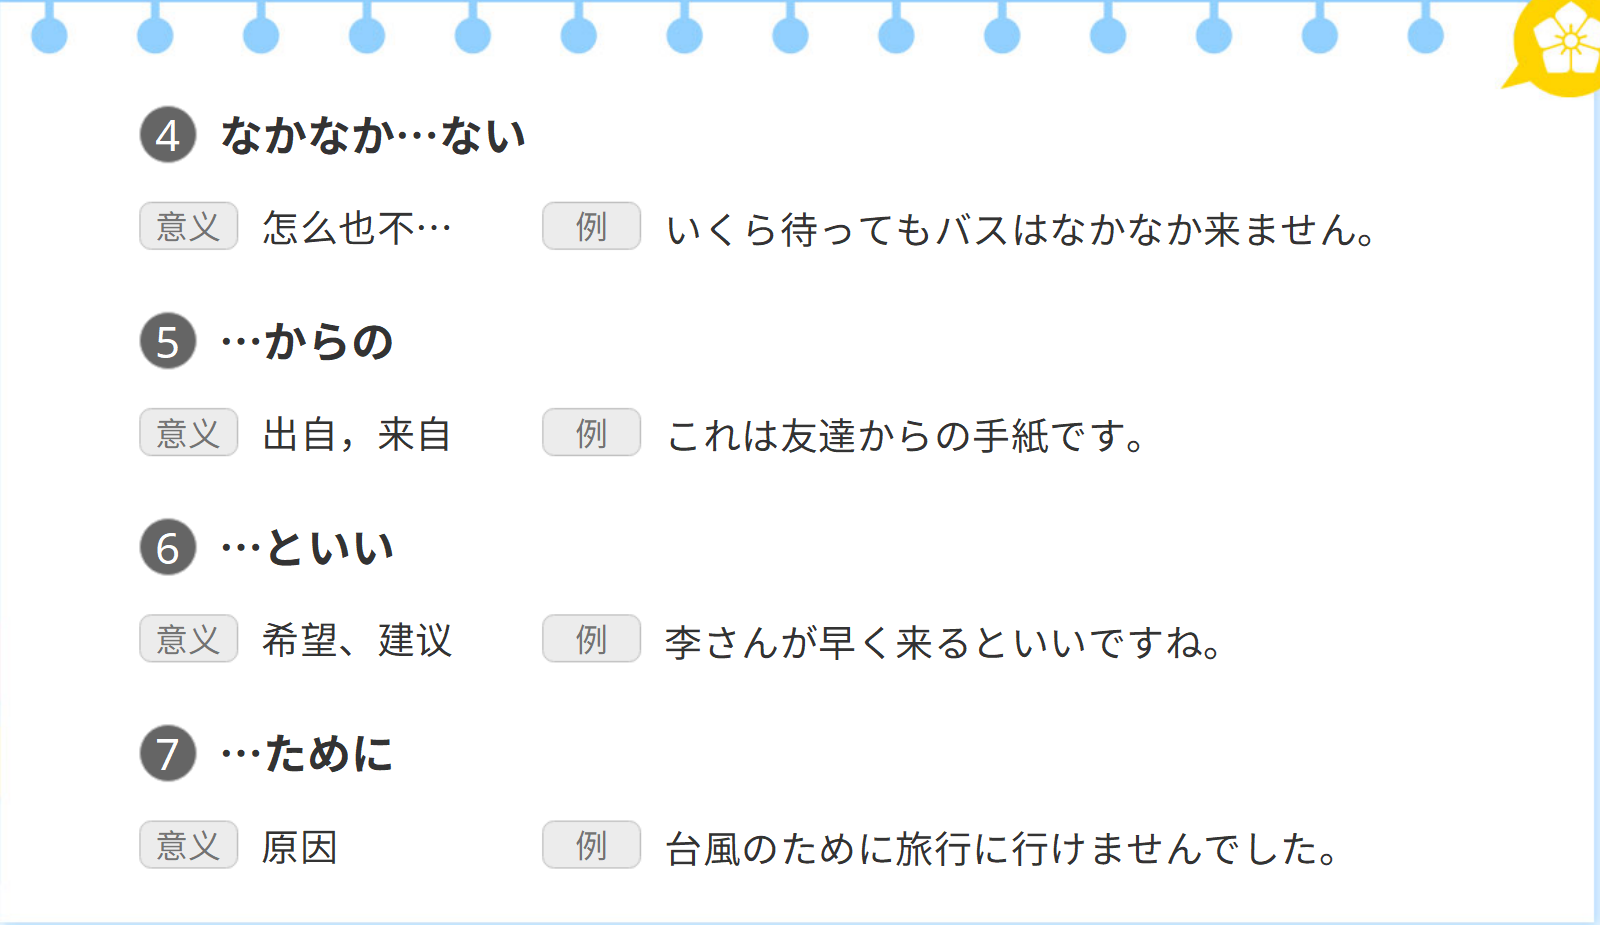 4 なかなか…ない
意义 怎么也不… 例 いくら待ってもバスはなかなか来ません。
5 …からの
意义 出自，来自 例 これは友達からの手紙です。
6 …といい
意义 希望、建议 例 李さんが早く来るといいですね。
7 …ために
意义 原因 例 台風のために旅行に行けませんでした。